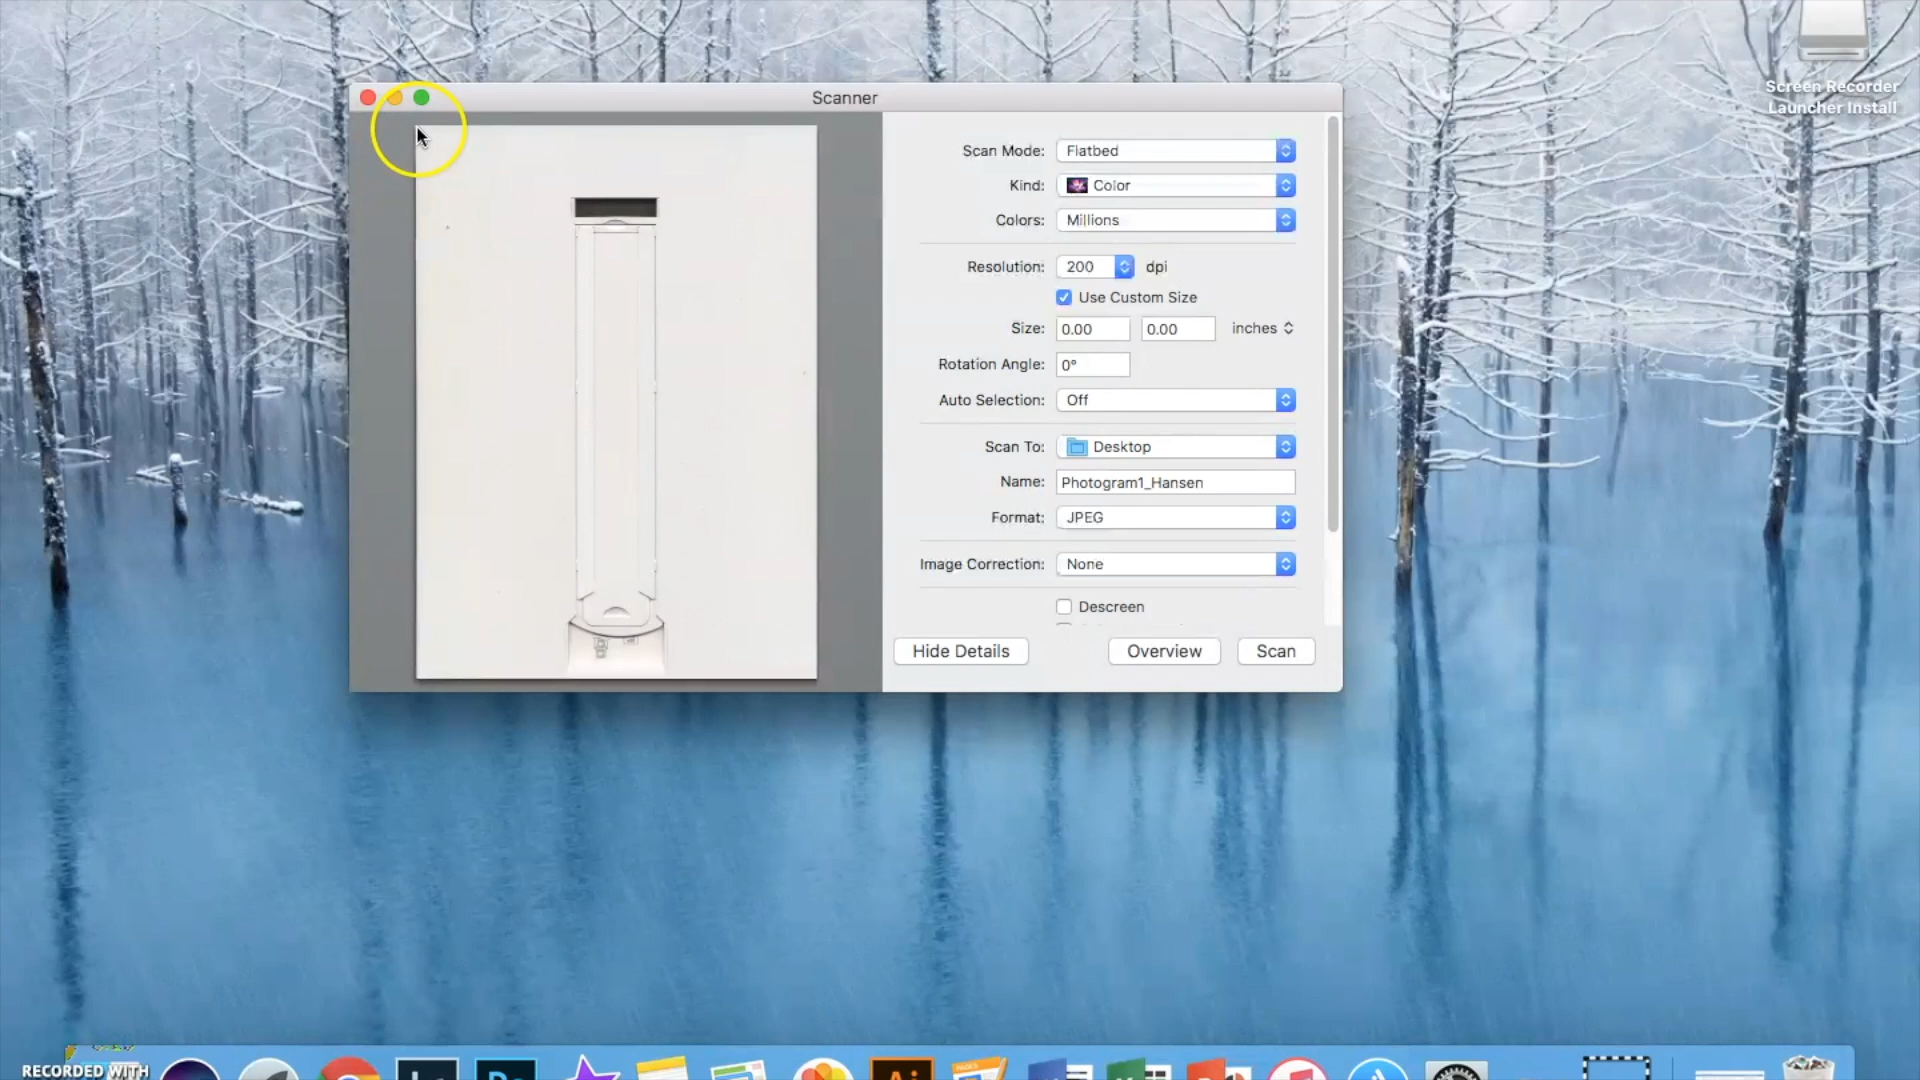 Screen Recorder
Launcher Install
Scanner
Scan Mode: Flatbed
Kind: Color
Colors: Millions
Resolution: 200 dpi
Use Custom Size
Size: 0.00 0.00 inches
Rotation Angle: 0°
Auto Selection: Off
Scan To: Desktop
Name: Photogram1_Hansen
Format: JPEG
Image Correction: None
Descreen
Hide Details Overview Scan
RECORDED WITH
PAGES